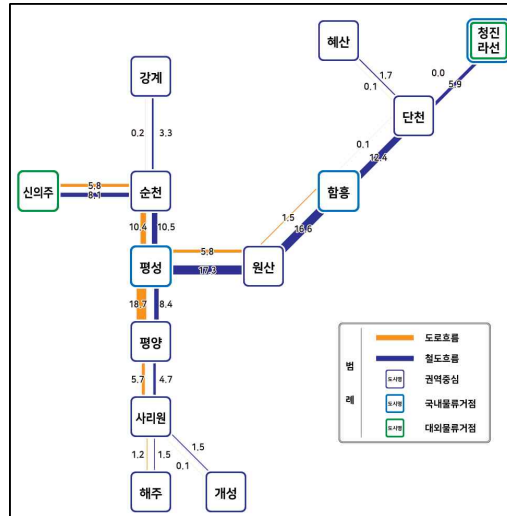 혜산
청진
라선
강계
1.7
0.1
0.0
5.9
단천
0.2
3.3
0.1
12.4
신의주
5.8
8.1
순천
함흥
10.4
10.5
1.5
16.6
평성
5.8
17.3
원산
18.7
8.4
평양
5.7
4.7
사리원
1.2
1.5
1.5
0.1
해주
개성
범
례
도로흐름
철도흐름
도시명
권역중심
도시명
국내물류거점
도시명
대외물류거점